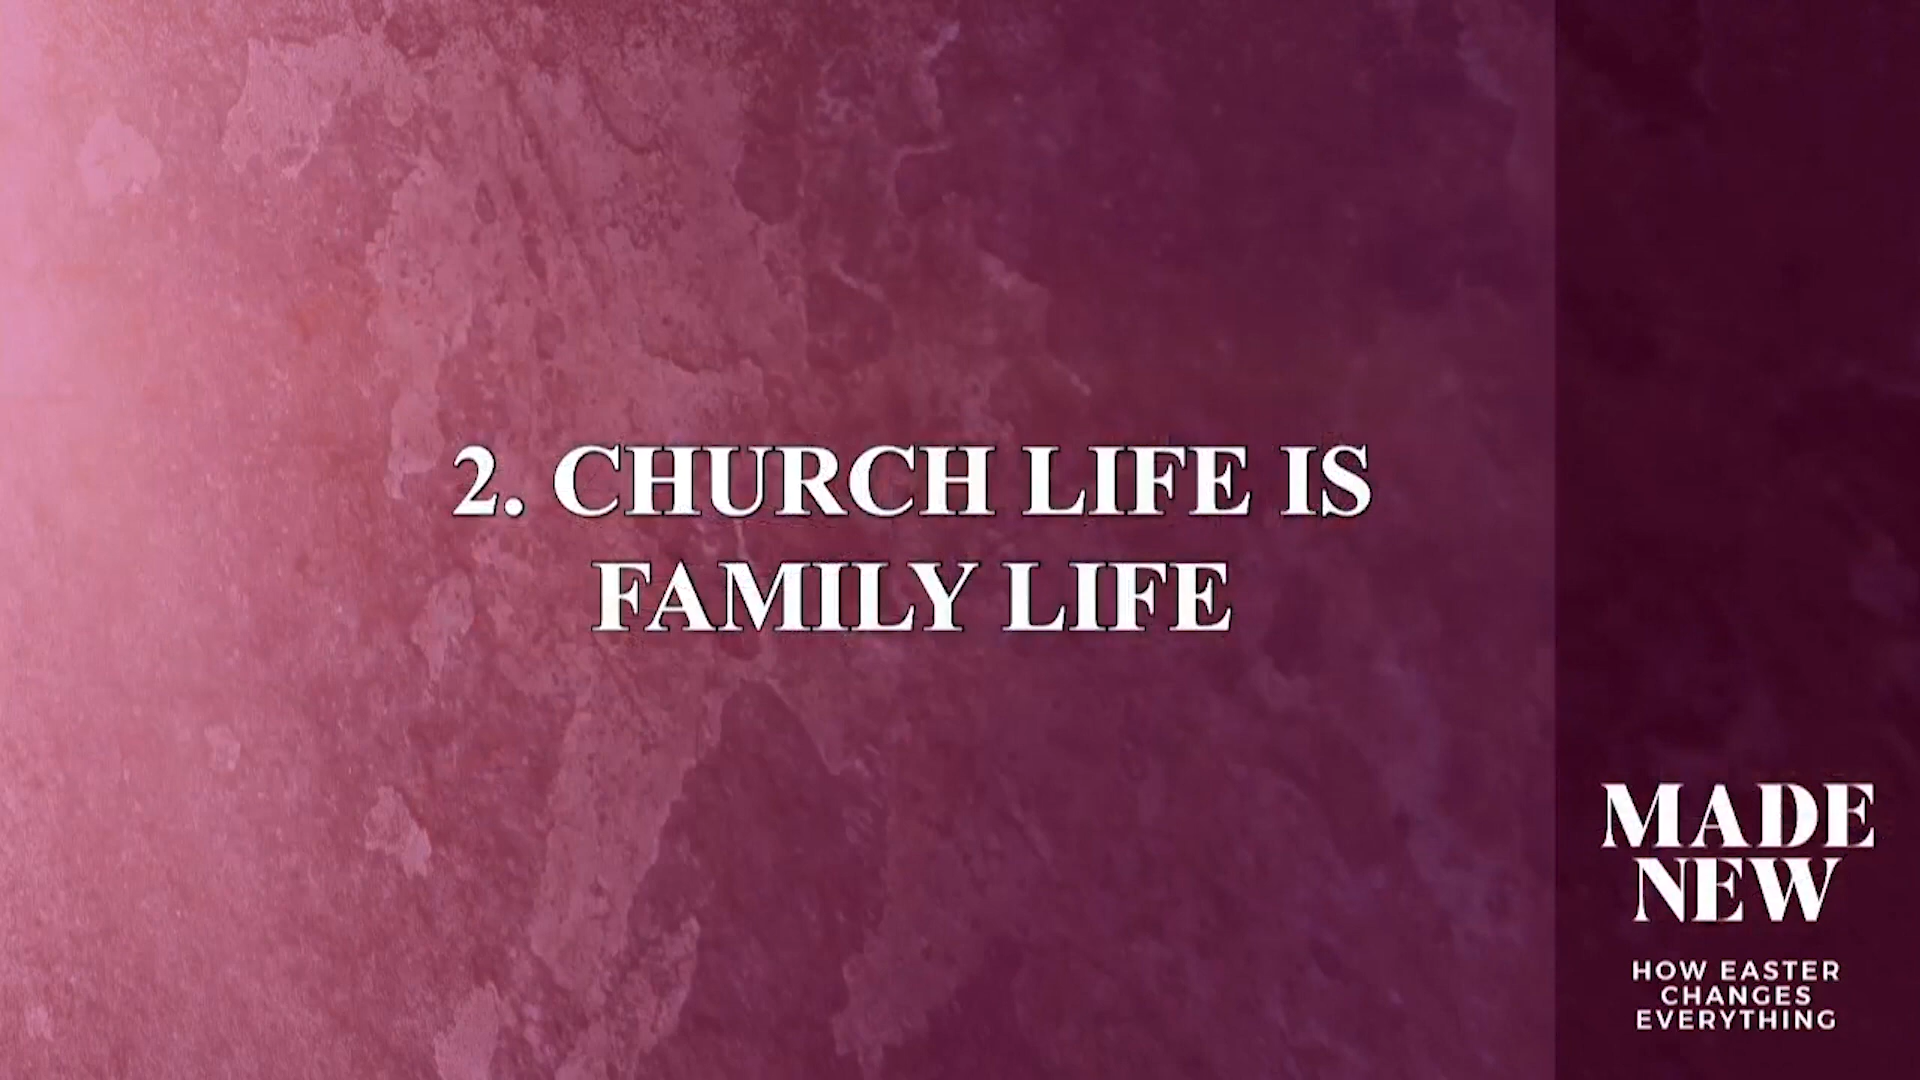 2. CHURCH LIFE IS
FAMILY LIFE
MADE
NEW
HOW EASTER
CHANGES
EVERYTHING